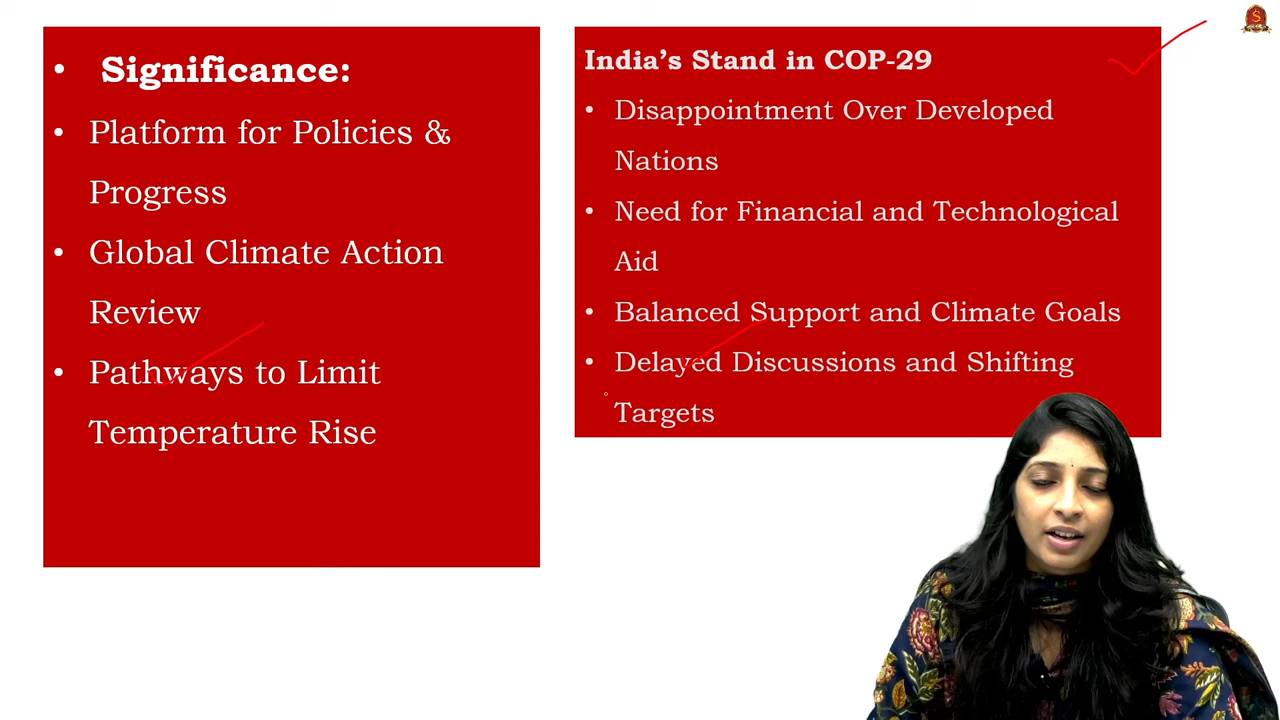 • Significance:
• Platform for Policies &
Progress
• Global Climate Action
Review
• Pathways to Limit
Temperature Rise
India's Stand in COP-29
• Disappointment Over Developed
Nations
• Need for Financial and Technological
Aid
• Balanced Support and Climate Goals
• Delayed Discussions and Shifting
Targets